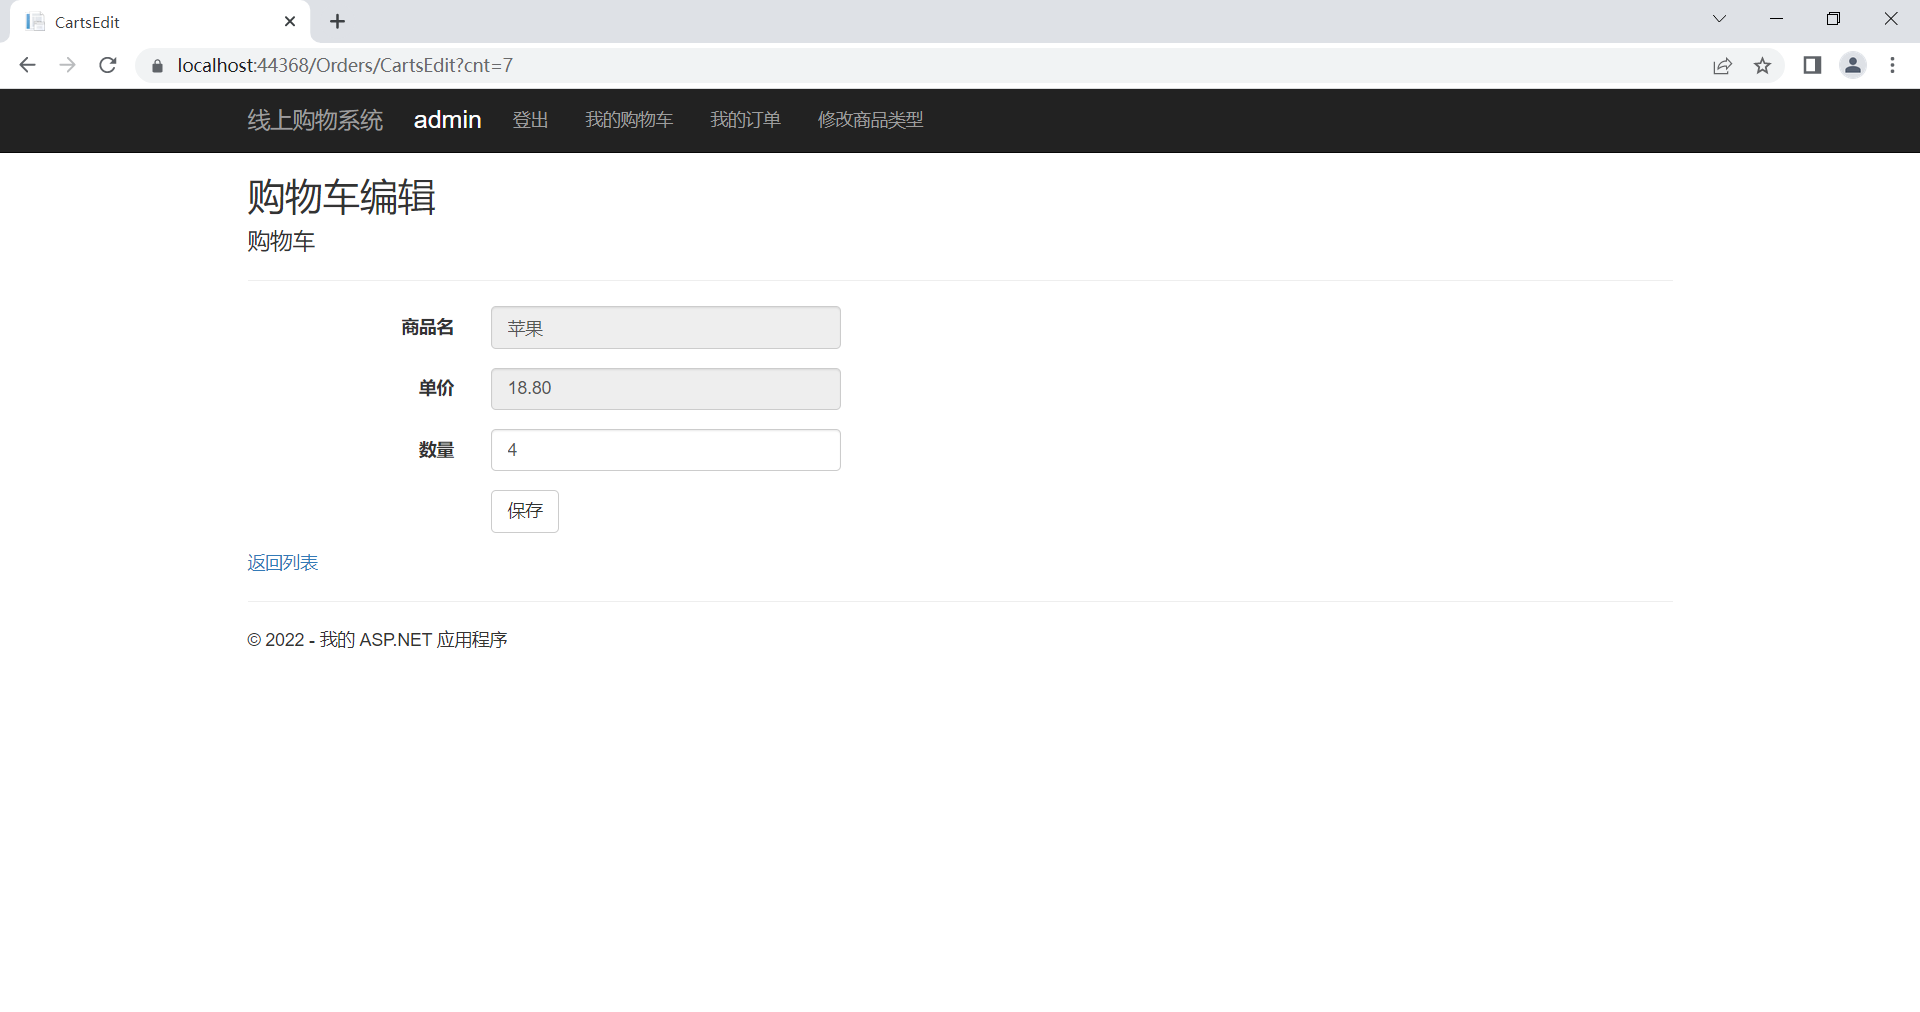 CartsEdit
localhost:44368/Orders/CartsEdit?cnt=7
线上购物系统 admin 登出 我的购物车 我的订单 修改商品类型
购物车编辑
购物车
商品名 苹果
单价 18.80
数量 4
保存
返回列表
© 2022 - 我的 ASP.NET 应用程序